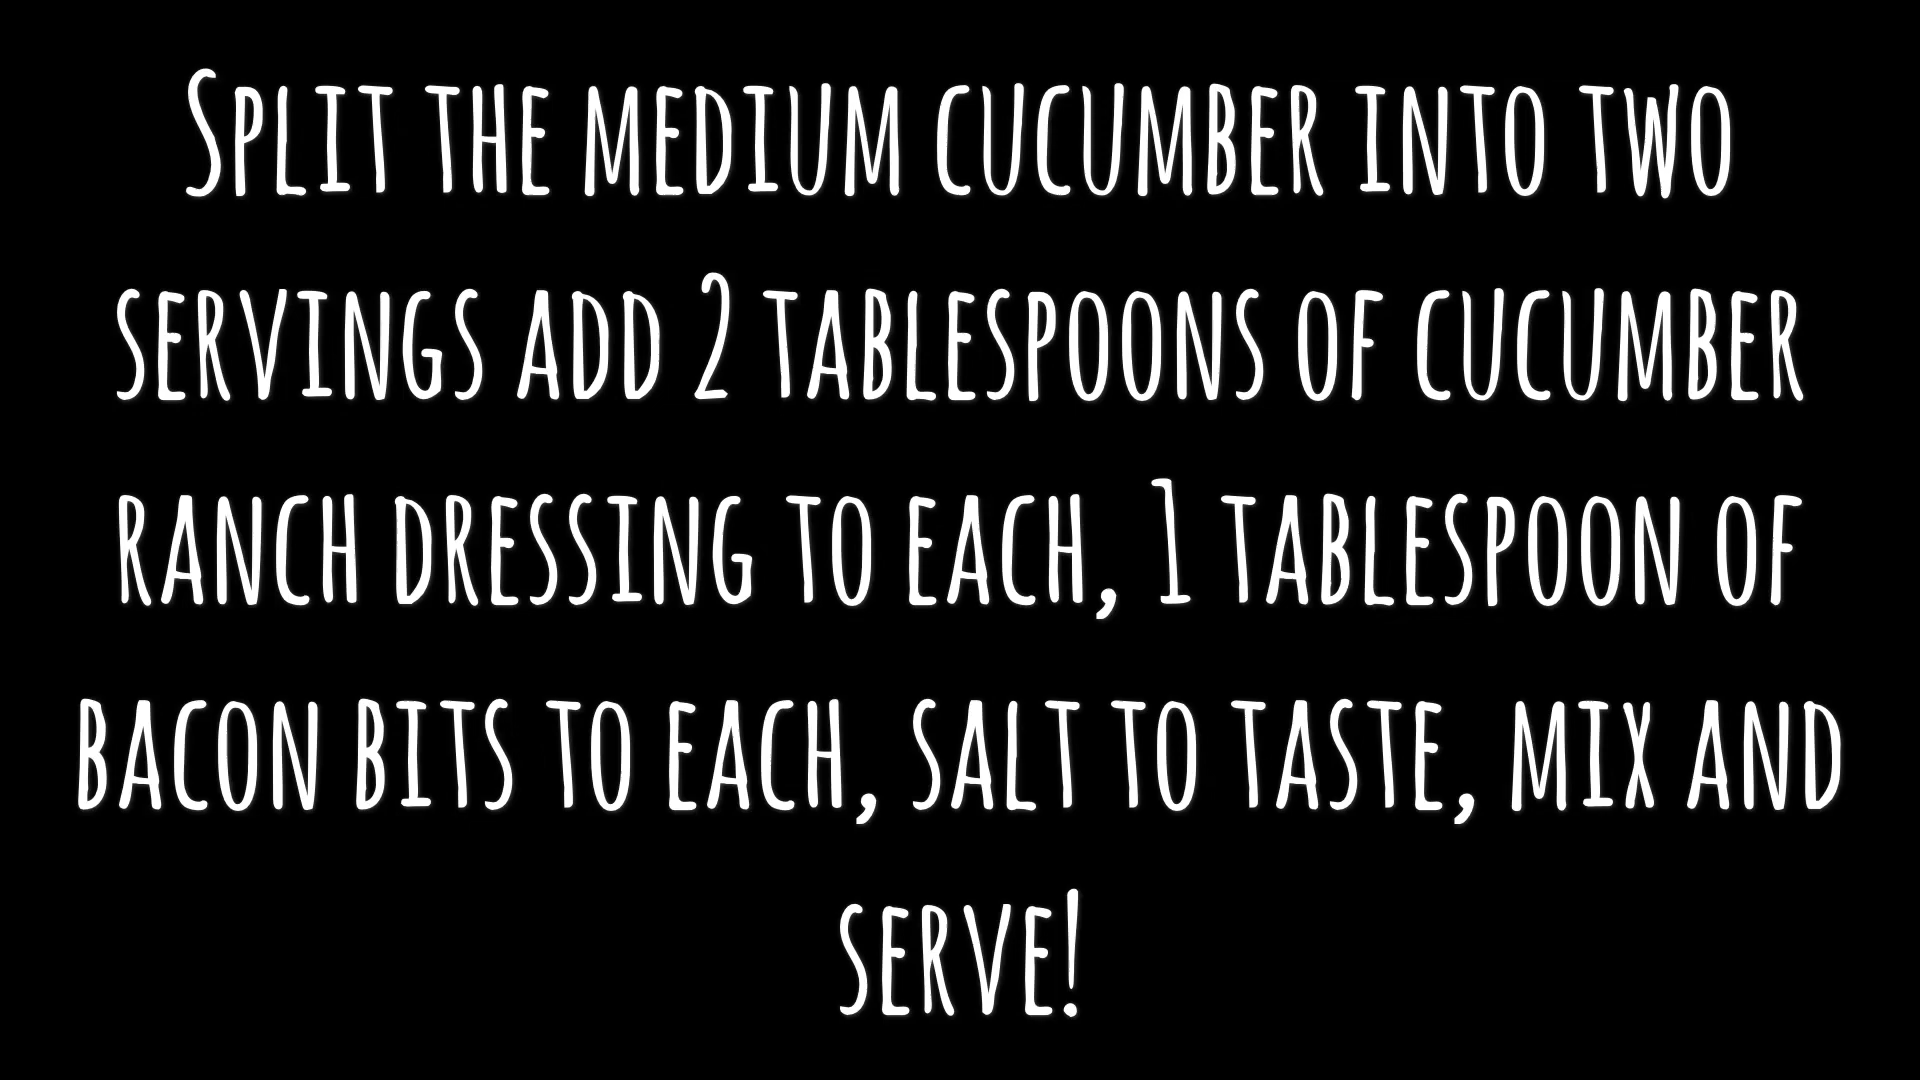 Split the medium cucumber into two
servings add 2 tablespoons of cucumber
ranch dressing to each, 1 tablespoon of
bacon bits to each, salt to taste, mix and
serve!